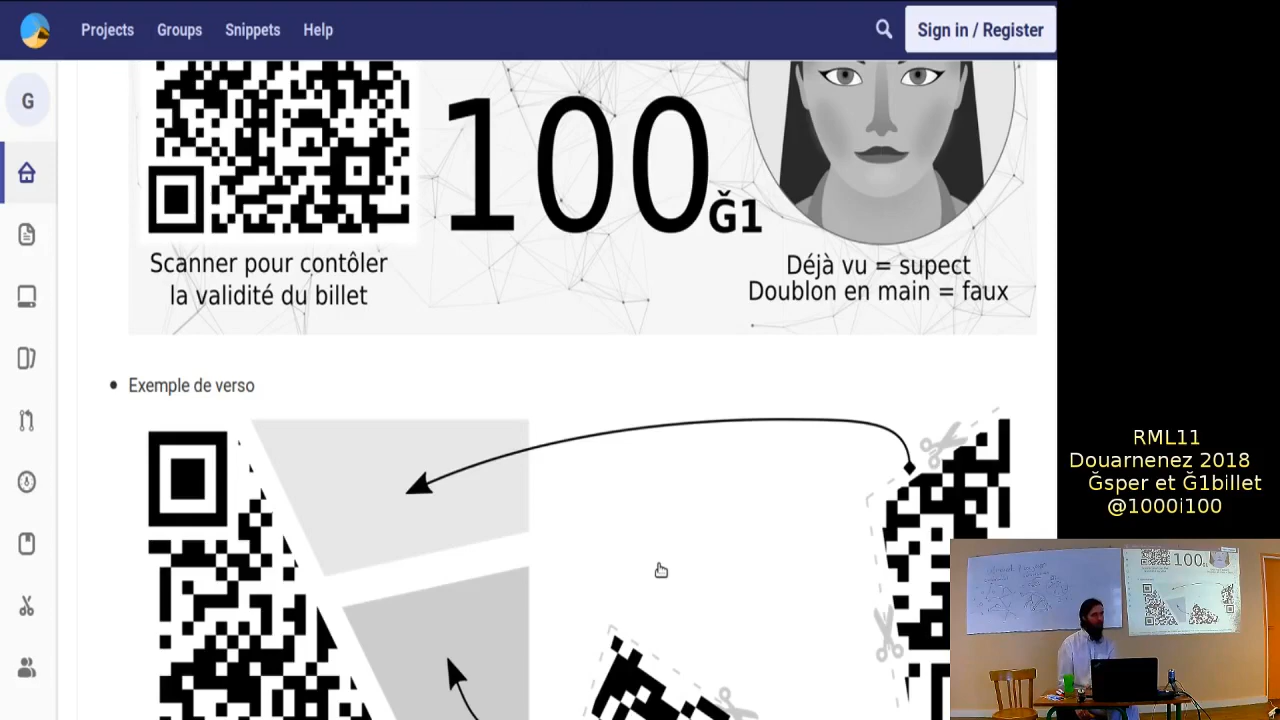 Projects Groups Snippets Help Sign in / Register
G
100 Ğ1
Scanner pour contôler
la validité du billet
Déjà vu = supect
Doublon en main = faux
Exemple de verso
RML11
Douarnenez 2018
Ğsper et Ğ1billet
@1000i100
100